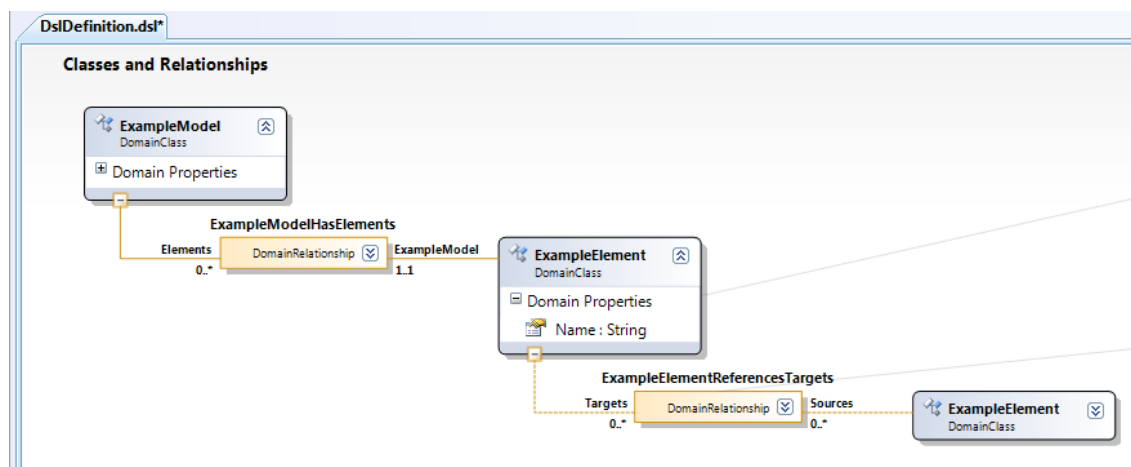 DslDefinition.dsl*
Classes and Relationships
ExampleModel
DomainClass
Domain Properties
ExampleModelHasElements
Elements
DomainRelationship
ExampleModel
0..*
1..1
ExampleElement
DomainClass
Domain Properties
Name : String
ExampleElementReferencesTargets
Targets
DomainRelationship
Sources
0..*
0..*
ExampleElement
DomainClass